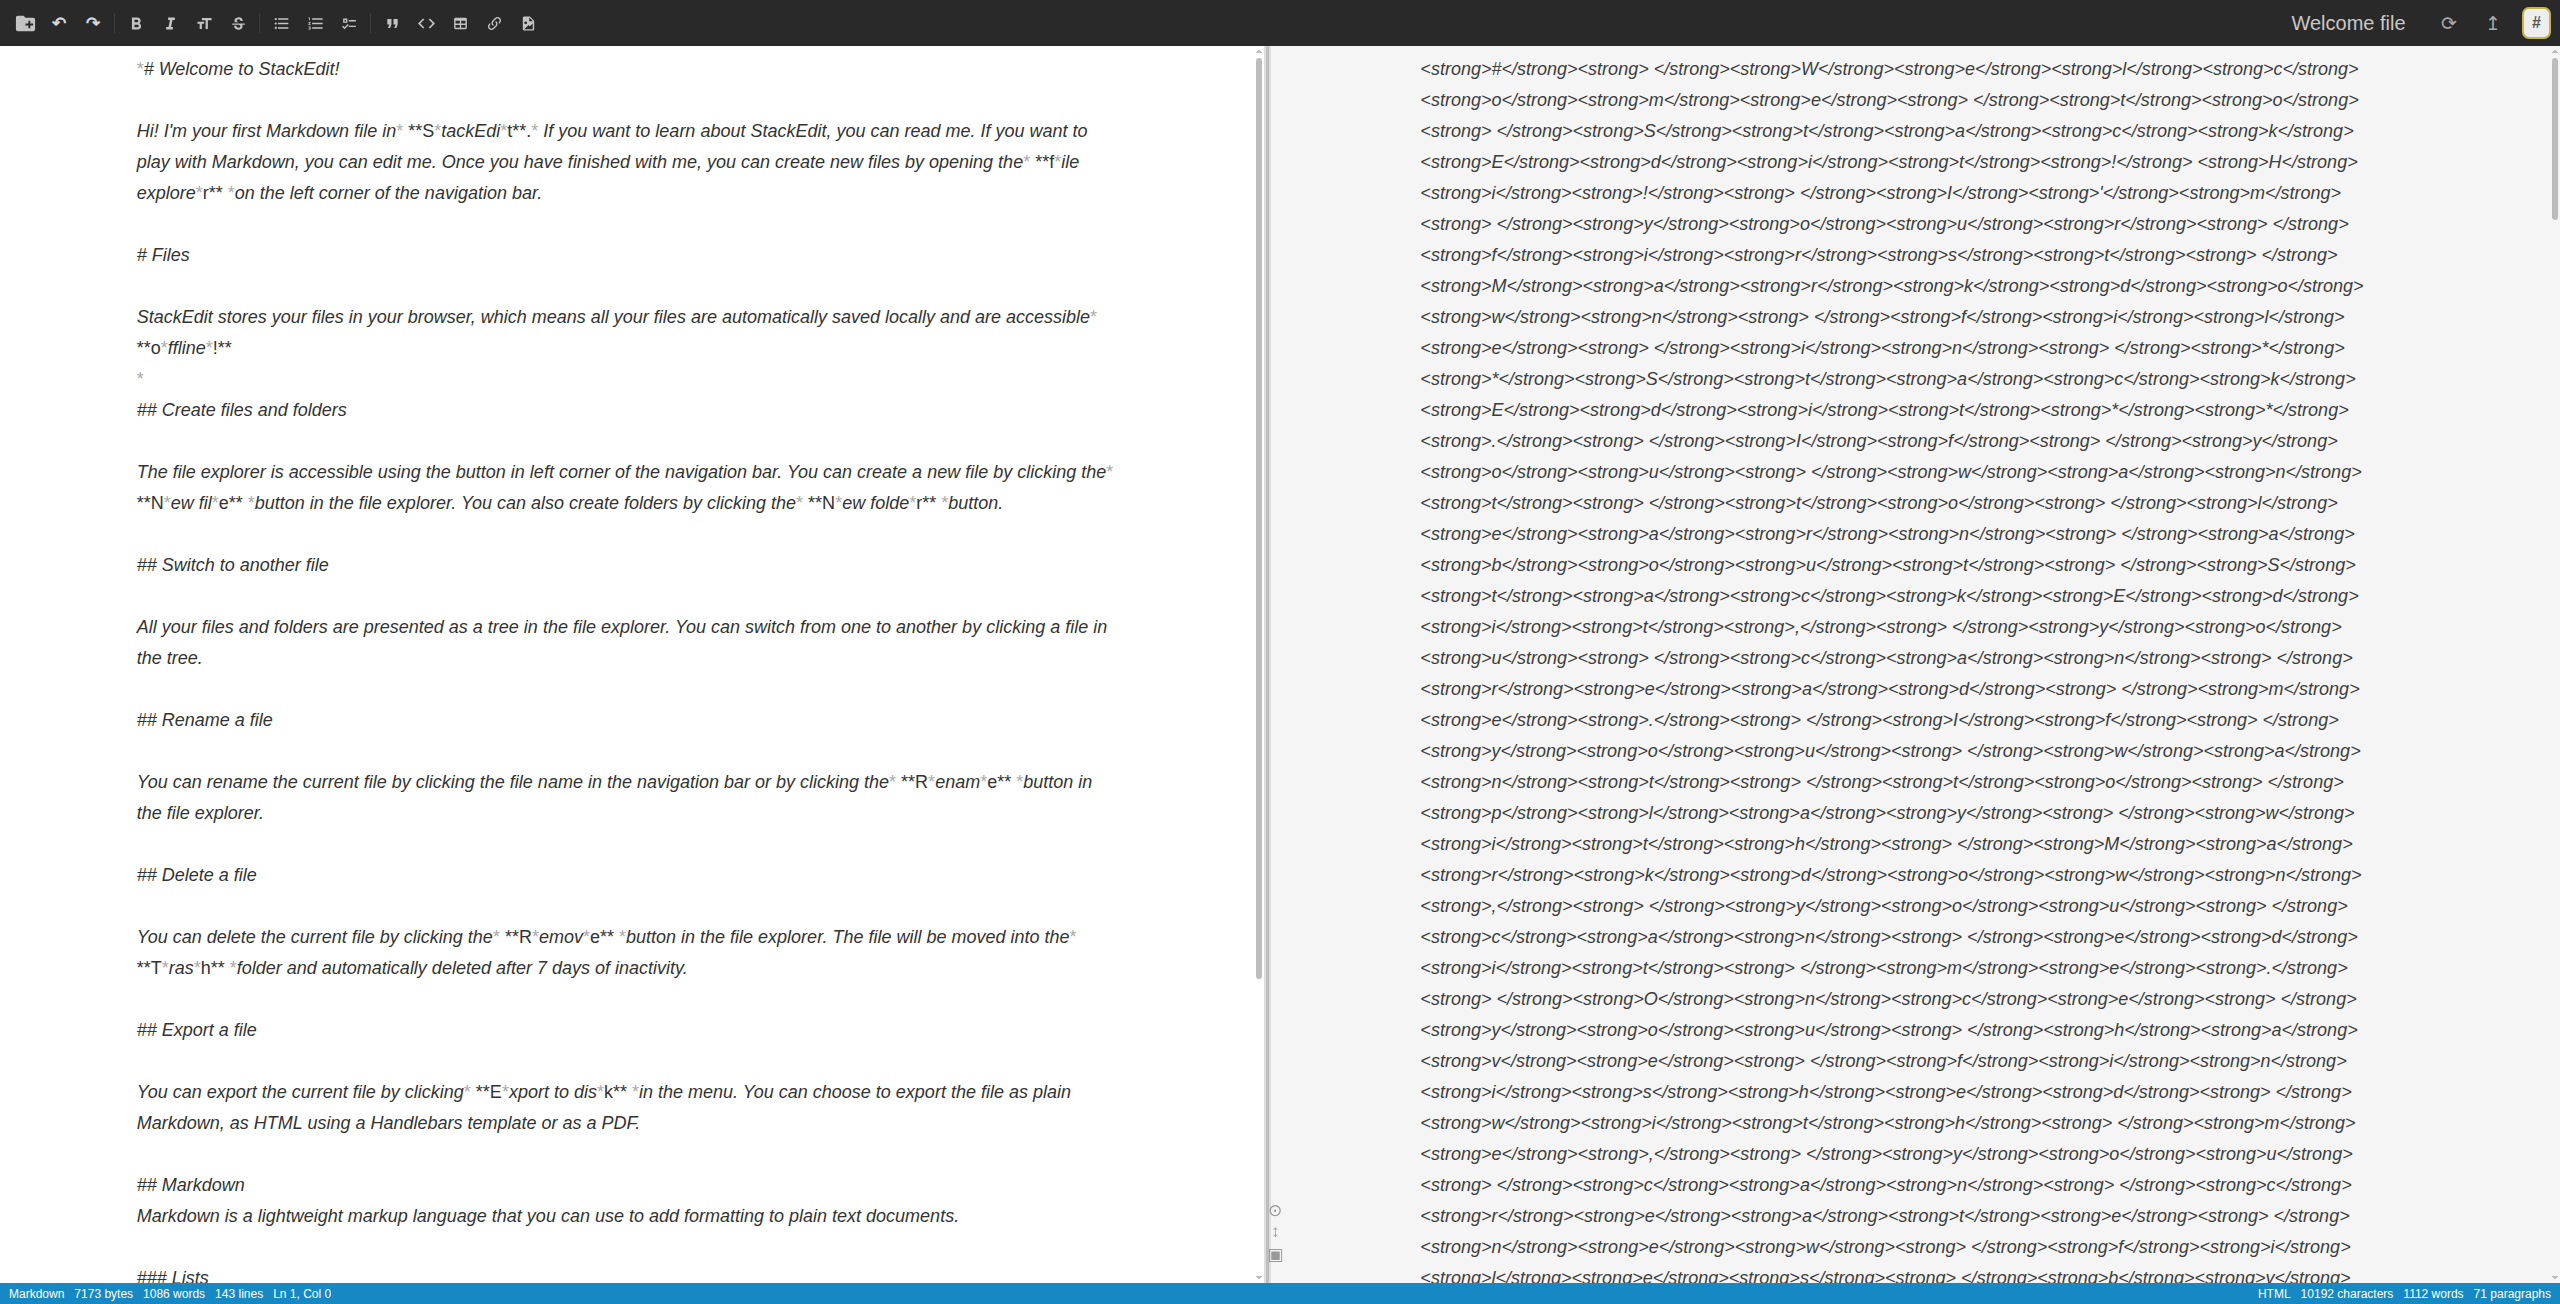 Welcome file
#
*# Welcome to StackEdit!
Hi! I'm your first Markdown file in* **S*tackEdi*t**.* If you want to learn about StackEdit, you can read me. If you want to
play with Markdown, you can edit me. Once you have finished with me, you can create new files by opening the* **f*ile
explore*r** *on the left corner of the navigation bar.
# Files
StackEdit stores your files in your browser, which means all your files are automatically saved locally and are accessible*
**o*ffline*!**
*
## Create files and folders
The file explorer is accessible using the button in left corner of the navigation bar. You can create a new file by clicking the*
**N*ew fil*e** *button in the file explorer. You can also create folders by clicking the* **N*ew folde*r** *button.
## Switch to another file
All your files and folders are presented as a tree in the file explorer. You can switch from one to another by clicking a file in
the tree.
## Rename a file
You can rename the current file by clicking the file name in the navigation bar or by clicking the* **R*enam*e** *button in
the file explorer.
## Delete a file
You can delete the current file by clicking the* **R*emov*e** *button in the file explorer. The file will be moved into the*
**T*ras*h** *folder and automatically deleted after 7 days of inactivity.
## Export a file
You can export the current file by clicking* **E*xport to dis*k** *in the menu. You can choose to export the file as plain
Markdown, as HTML using a Handlebars template or as a PDF.
## Markdown
Markdown is a lightweight markup language that you can use to add formatting to plain text documents.
### Lists
<strong>#</strong><strong> </strong><strong>W</strong><strong>e</strong><strong>l</strong><strong>c</strong>
<strong>o</strong><strong>m</strong><strong>e</strong><strong> </strong><strong>t</strong><strong>o</strong>
<strong> </strong><strong>S</strong><strong>t</strong><strong>a</strong><strong>c</strong><strong>k</strong>
<strong>E</strong><strong>d</strong><strong>i</strong><strong>t</strong><strong>!</strong> <strong>H</strong>
<strong>i</strong><strong>!</strong><strong> </strong><strong>I</strong><strong>'</strong><strong>m</strong>
<strong> </strong><strong>y</strong><strong>o</strong><strong>u</strong><strong>r</strong><strong> </strong>
<strong>f</strong><strong>i</strong><strong>r</strong><strong>s</strong><strong>t</strong><strong> </strong>
<strong>M</strong><strong>a</strong><strong>r</strong><strong>k</strong><strong>d</strong><strong>o</strong>
<strong>w</strong><strong>n</strong><strong> </strong><strong>f</strong><strong>i</strong><strong>l</strong>
<strong>e</strong><strong> </strong><strong>i</strong><strong>n</strong><strong> </strong><strong>*</strong>
<strong>*</strong><strong>S</strong><strong>t</strong><strong>a</strong><strong>c</strong><strong>k</strong>
<strong>E</strong><strong>d</strong><strong>i</strong><strong>t</strong><strong>*</strong><strong>*</strong>
<strong>.</strong><strong> </strong><strong>I</strong><strong>f</strong><strong> </strong><strong>y</strong>
<strong>o</strong><strong>u</strong><strong> </strong><strong>w</strong><strong>a</strong><strong>n</strong>
<strong>t</strong><strong> </strong><strong>t</strong><strong>o</strong><strong> </strong><strong>l</strong>
<strong>e</strong><strong>a</strong><strong>r</strong><strong>n</strong><strong> </strong><strong>a</strong>
<strong>b</strong><strong>o</strong><strong>u</strong><strong>t</strong><strong> </strong><strong>S</strong>
<strong>t</strong><strong>a</strong><strong>c</strong><strong>k</strong><strong>E</strong><strong>d</strong>
<strong>i</strong><strong>t</strong><strong>,</strong><strong> </strong><strong>y</strong><strong>o</strong>
<strong>u</strong><strong> </strong><strong>c</strong><strong>a</strong><strong>n</strong><strong> </strong>
<strong>r</strong><strong>e</strong><strong>a</strong><strong>d</strong><strong> </strong><strong>m</strong>
<strong>e</strong><strong>.</strong><strong> </strong><strong>I</strong><strong>f</strong><strong> </strong>
<strong>y</strong><strong>o</strong><strong>u</strong><strong> </strong><strong>w</strong><strong>a</strong>
<strong>n</strong><strong>t</strong><strong> </strong><strong>t</strong><strong>o</strong><strong> </strong>
<strong>p</strong><strong>l</strong><strong>a</strong><strong>y</strong><strong> </strong><strong>w</strong>
<strong>i</strong><strong>t</strong><strong>h</strong><strong> </strong><strong>M</strong><strong>a</strong>
<strong>r</strong><strong>k</strong><strong>d</strong><strong>o</strong><strong>w</strong><strong>n</strong>
<strong>,</strong><strong> </strong><strong>y</strong><strong>o</strong><strong>u</strong><strong> </strong>
<strong>c</strong><strong>a</strong><strong>n</strong><strong> </strong><strong>e</strong><strong>d</strong>
<strong>i</strong><strong>t</strong><strong> </strong><strong>m</strong><strong>e</strong><strong>.</strong>
<strong> </strong><strong>O</strong><strong>n</strong><strong>c</strong><strong>e</strong><strong> </strong>
<strong>y</strong><strong>o</strong><strong>u</strong><strong> </strong><strong>h</strong><strong>a</strong>
<strong>v</strong><strong>e</strong><strong> </strong><strong>f</strong><strong>i</strong><strong>n</strong>
<strong>i</strong><strong>s</strong><strong>h</strong><strong>e</strong><strong>d</strong><strong> </strong>
<strong>w</strong><strong>i</strong><strong>t</strong><strong>h</strong><strong> </strong><strong>m</strong>
<strong>e</strong><strong>,</strong><strong> </strong><strong>y</strong><strong>o</strong><strong>u</strong>
<strong> </strong><strong>c</strong><strong>a</strong><strong>n</strong><strong> </strong><strong>c</strong>
<strong>r</strong><strong>e</strong><strong>a</strong><strong>t</strong><strong>e</strong><strong> </strong>
<strong>n</strong><strong>e</strong><strong>w</strong><strong> </strong><strong>f</strong><strong>i</strong>
<strong>l</strong><strong>e</strong><strong>s</strong><strong> </strong><strong>b</strong><strong>y</strong>
Markdown 7173 bytes 1086 words 143 lines Ln 1, Col 0
HTML 10192 characters 1112 words 71 paragraphs